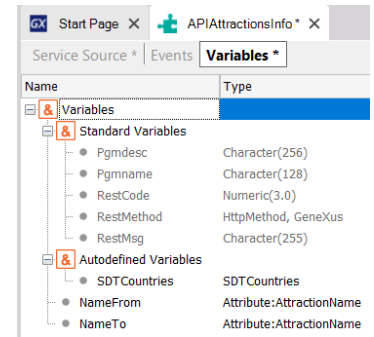 GX Start Page X APIAttractionsInfo * X
Service Source * Events Variables *
Name Type
& Variables
& Standard Variables
Pgmdesc Character(256)
Pgmname Character(128)
RestCode Numeric(3.0)
RestMethod HttpMethod, GeneXus
RestMsg Character(255)
& Autodefined Variables
SDTCountries SDTCountries
NameFrom Attribute:AttractionName
NameTo Attribute:AttractionName